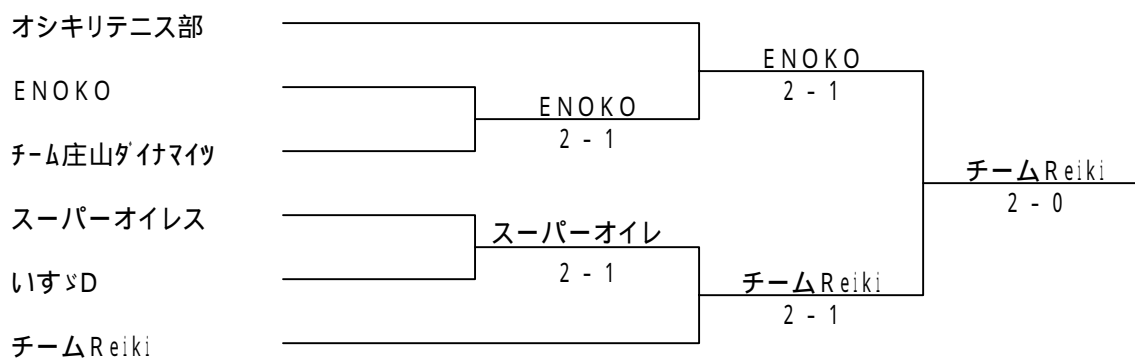 オシキリテニス部
ENOKO
ENOKO
2 - 1
ENOKO
2 - 1
ﾁｰﾑ庄山ﾀﾞｲﾅﾏｲﾂ
チームReiki
2 - 0
スーパーオイレス
スーパーオイレ
2 - 1
いすゞD
チームReiki
2 - 1
チームReiki